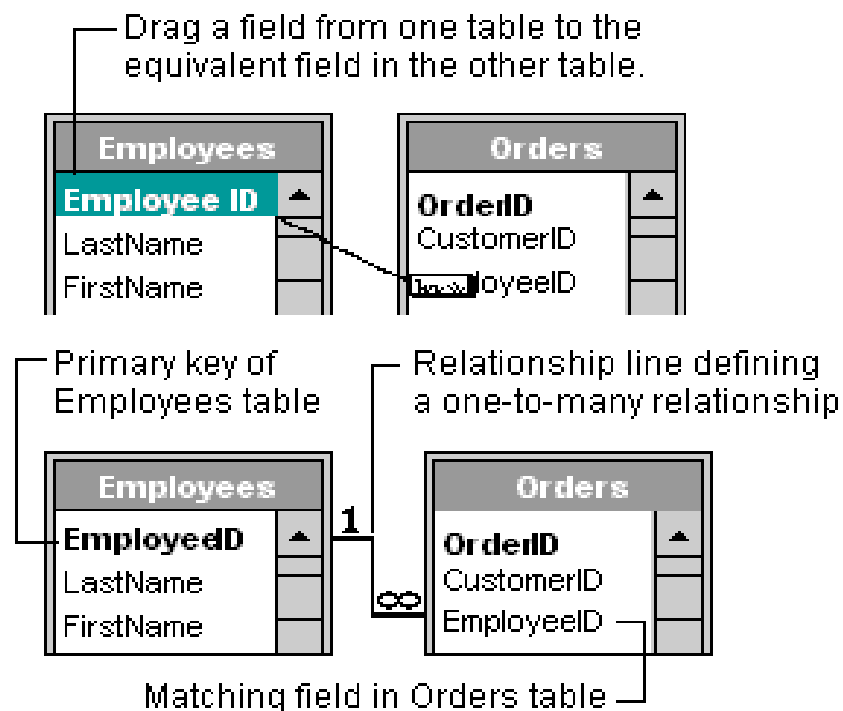 Drag a field from one table to the
equivalent field in the other table.
Employees
Employee ID
LastName
FirstName
Orders
OrderID
CustomerID
loyeeID
Primary key of
Employees table
Relationship line defining
a one-to-many relationship
Employees
EmployeeID
LastName
FirstName
1
∞
Orders
OrderID
CustomerID
EmployeeID
Matching field in Orders table